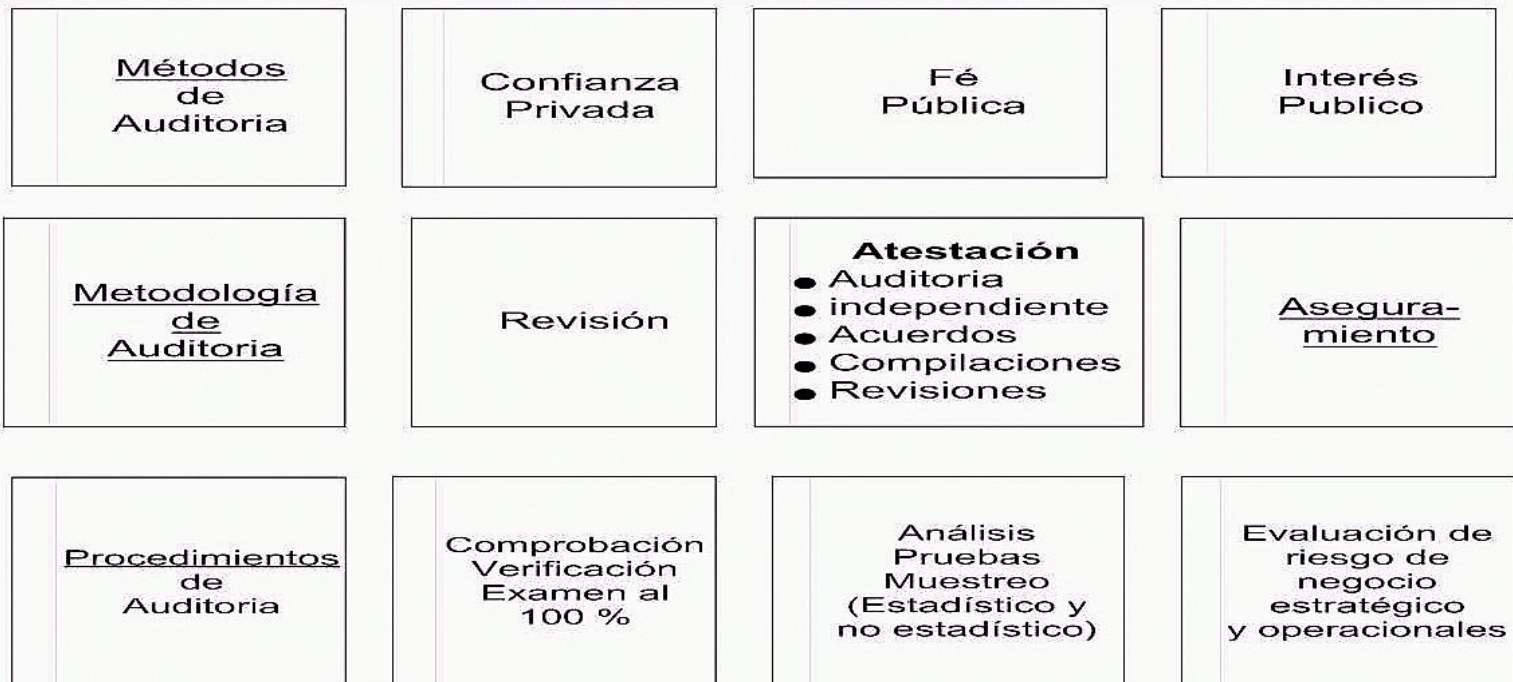 Métodos
de
Auditoria
Confianza
Privada
Fé
Pública
Interés
Publico
Metodología
de
Auditoria
Revisión
Atestación
● Auditoria
● independiente
● Acuerdos
● Compilaciones
● Revisiones
Asegura-
miento
Procedimientos
de
Auditoria
Comprobación
Verificación
Examen al
100 %
Análisis
Pruebas
Muestreo
(Estadístico y
no estadístico)
Evaluación de
riesgo de
negocio
estratégico
y operacionales